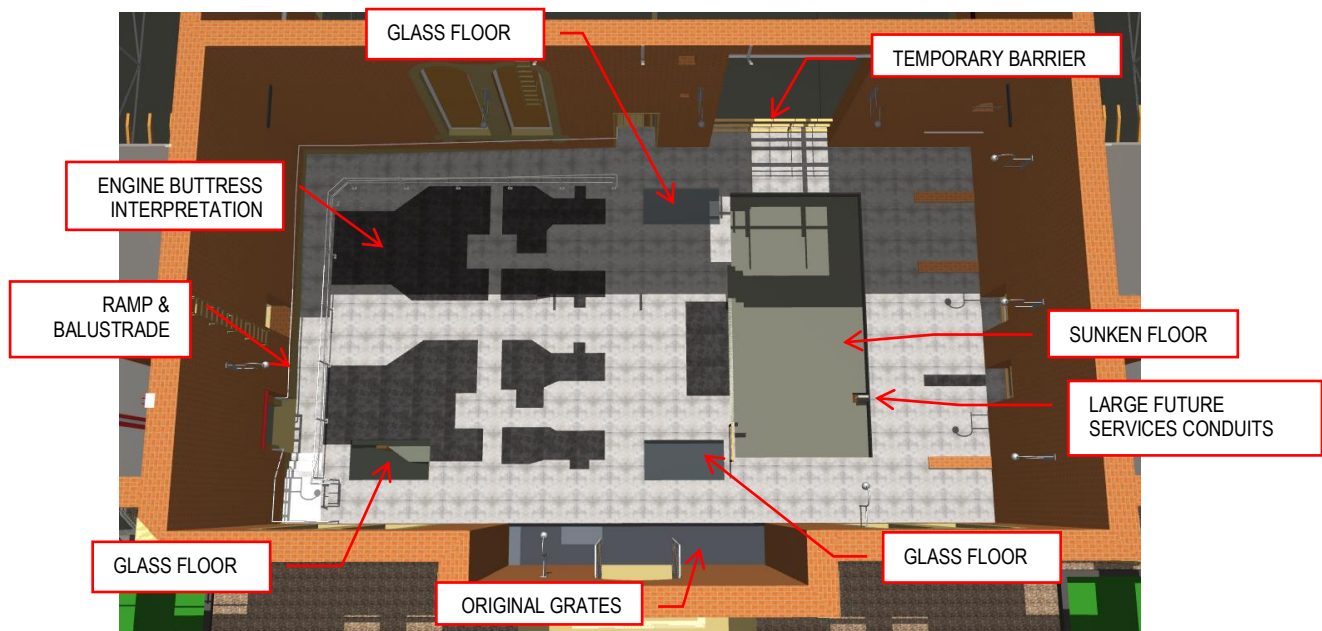 GLASS FLOOR
TEMPORARY BARRIER
ENGINE BUTTRESS
INTERPRETATION
RAMP &
BALUSTRADE
SUNKEN FLOOR
LARGE FUTURE
SERVICES CONDUITS
GLASS FLOOR
GLASS FLOOR
ORIGINAL GRATES